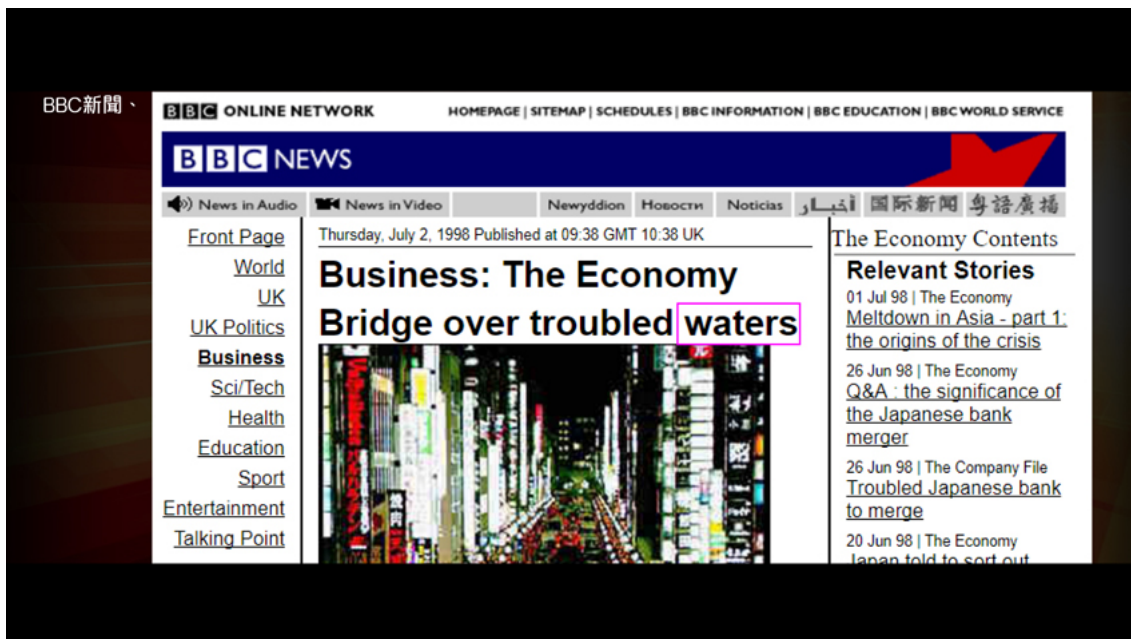 BBC新聞、
BBC ONLINE NETWORK
HOMEPAGE | SITEMAP | SCHEDULES | BBC INFORMATION | BBC EDUCATION | BBC WORLD SERVICE
BBC NEWS
News in Audio News in Video Newyddion Новости Noticias أخبــار 国际新闻 粤語廣播
Thursday, July 2, 1998 Published at 09:38 GMT 10:38 UK
Front Page
World
UK
UK Politics
Business
Sci/Tech
Health
Education
Sport
Entertainment
Talking Point
Business: The Economy
Bridge over troubled waters
The Economy Contents
Relevant Stories
01 Jul 98 | The Economy
Meltdown in Asia - part 1:
the origins of the crisis
26 Jun 98 | The Economy
Q&A : the significance of
the Japanese bank
merger
26 Jun 98 | The Company File
Troubled Japanese bank
to merge
20 Jun 98 | The Economy
Japan told to sort out